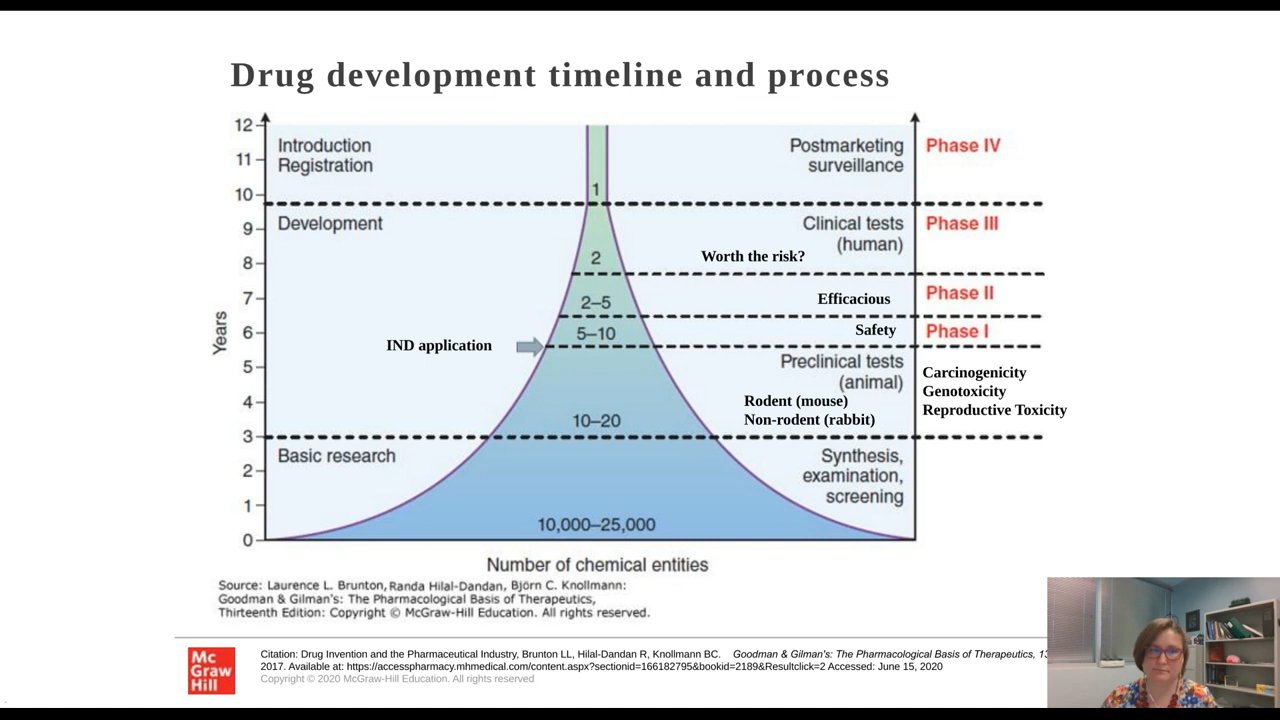 Drug development timeline and process
12
11
10
9
8
7
6
5
4
3
2
1
0
Years
Introduction
Registration
Development
Basic research
IND application
1
2
2–5
5–10
10–20
10,000–25,000
Postmarketing
surveillance
Clinical tests
(human)
Worth the risk?
Efficacious
Safety
Preclinical tests
(animal)
Rodent (mouse)
Non-rodent (rabbit)
Synthesis,
examination,
screening
Phase IV
Phase III
Phase II
Phase I
Carcinogenicity
Genotoxicity
Reproductive Toxicity
Number of chemical entities
Source: Laurence L. Brunton, Randa Hilal-Dandan, Björn C. Knollmann:
Goodman & Gilman's: The Pharmacological Basis of Therapeutics,
Thirteenth Edition: Copyright © McGraw-Hill Education. All rights reserved.
Mc
Graw
Hill
Citation: Drug Invention and the Pharmaceutical Industry, Brunton LL, Hilal-Dandan R, Knollmann BC. Goodman & Gilman's: The Pharmacological Basis of Therapeutics,
2017. Available at: https://accesspharmacy.mhmedical.com/content.aspx?sectionid=166182795&bookid=2189&Resultclick=2 Accessed: June 15, 2020
Copyright © 2020 McGraw-Hill Education. All rights reserved